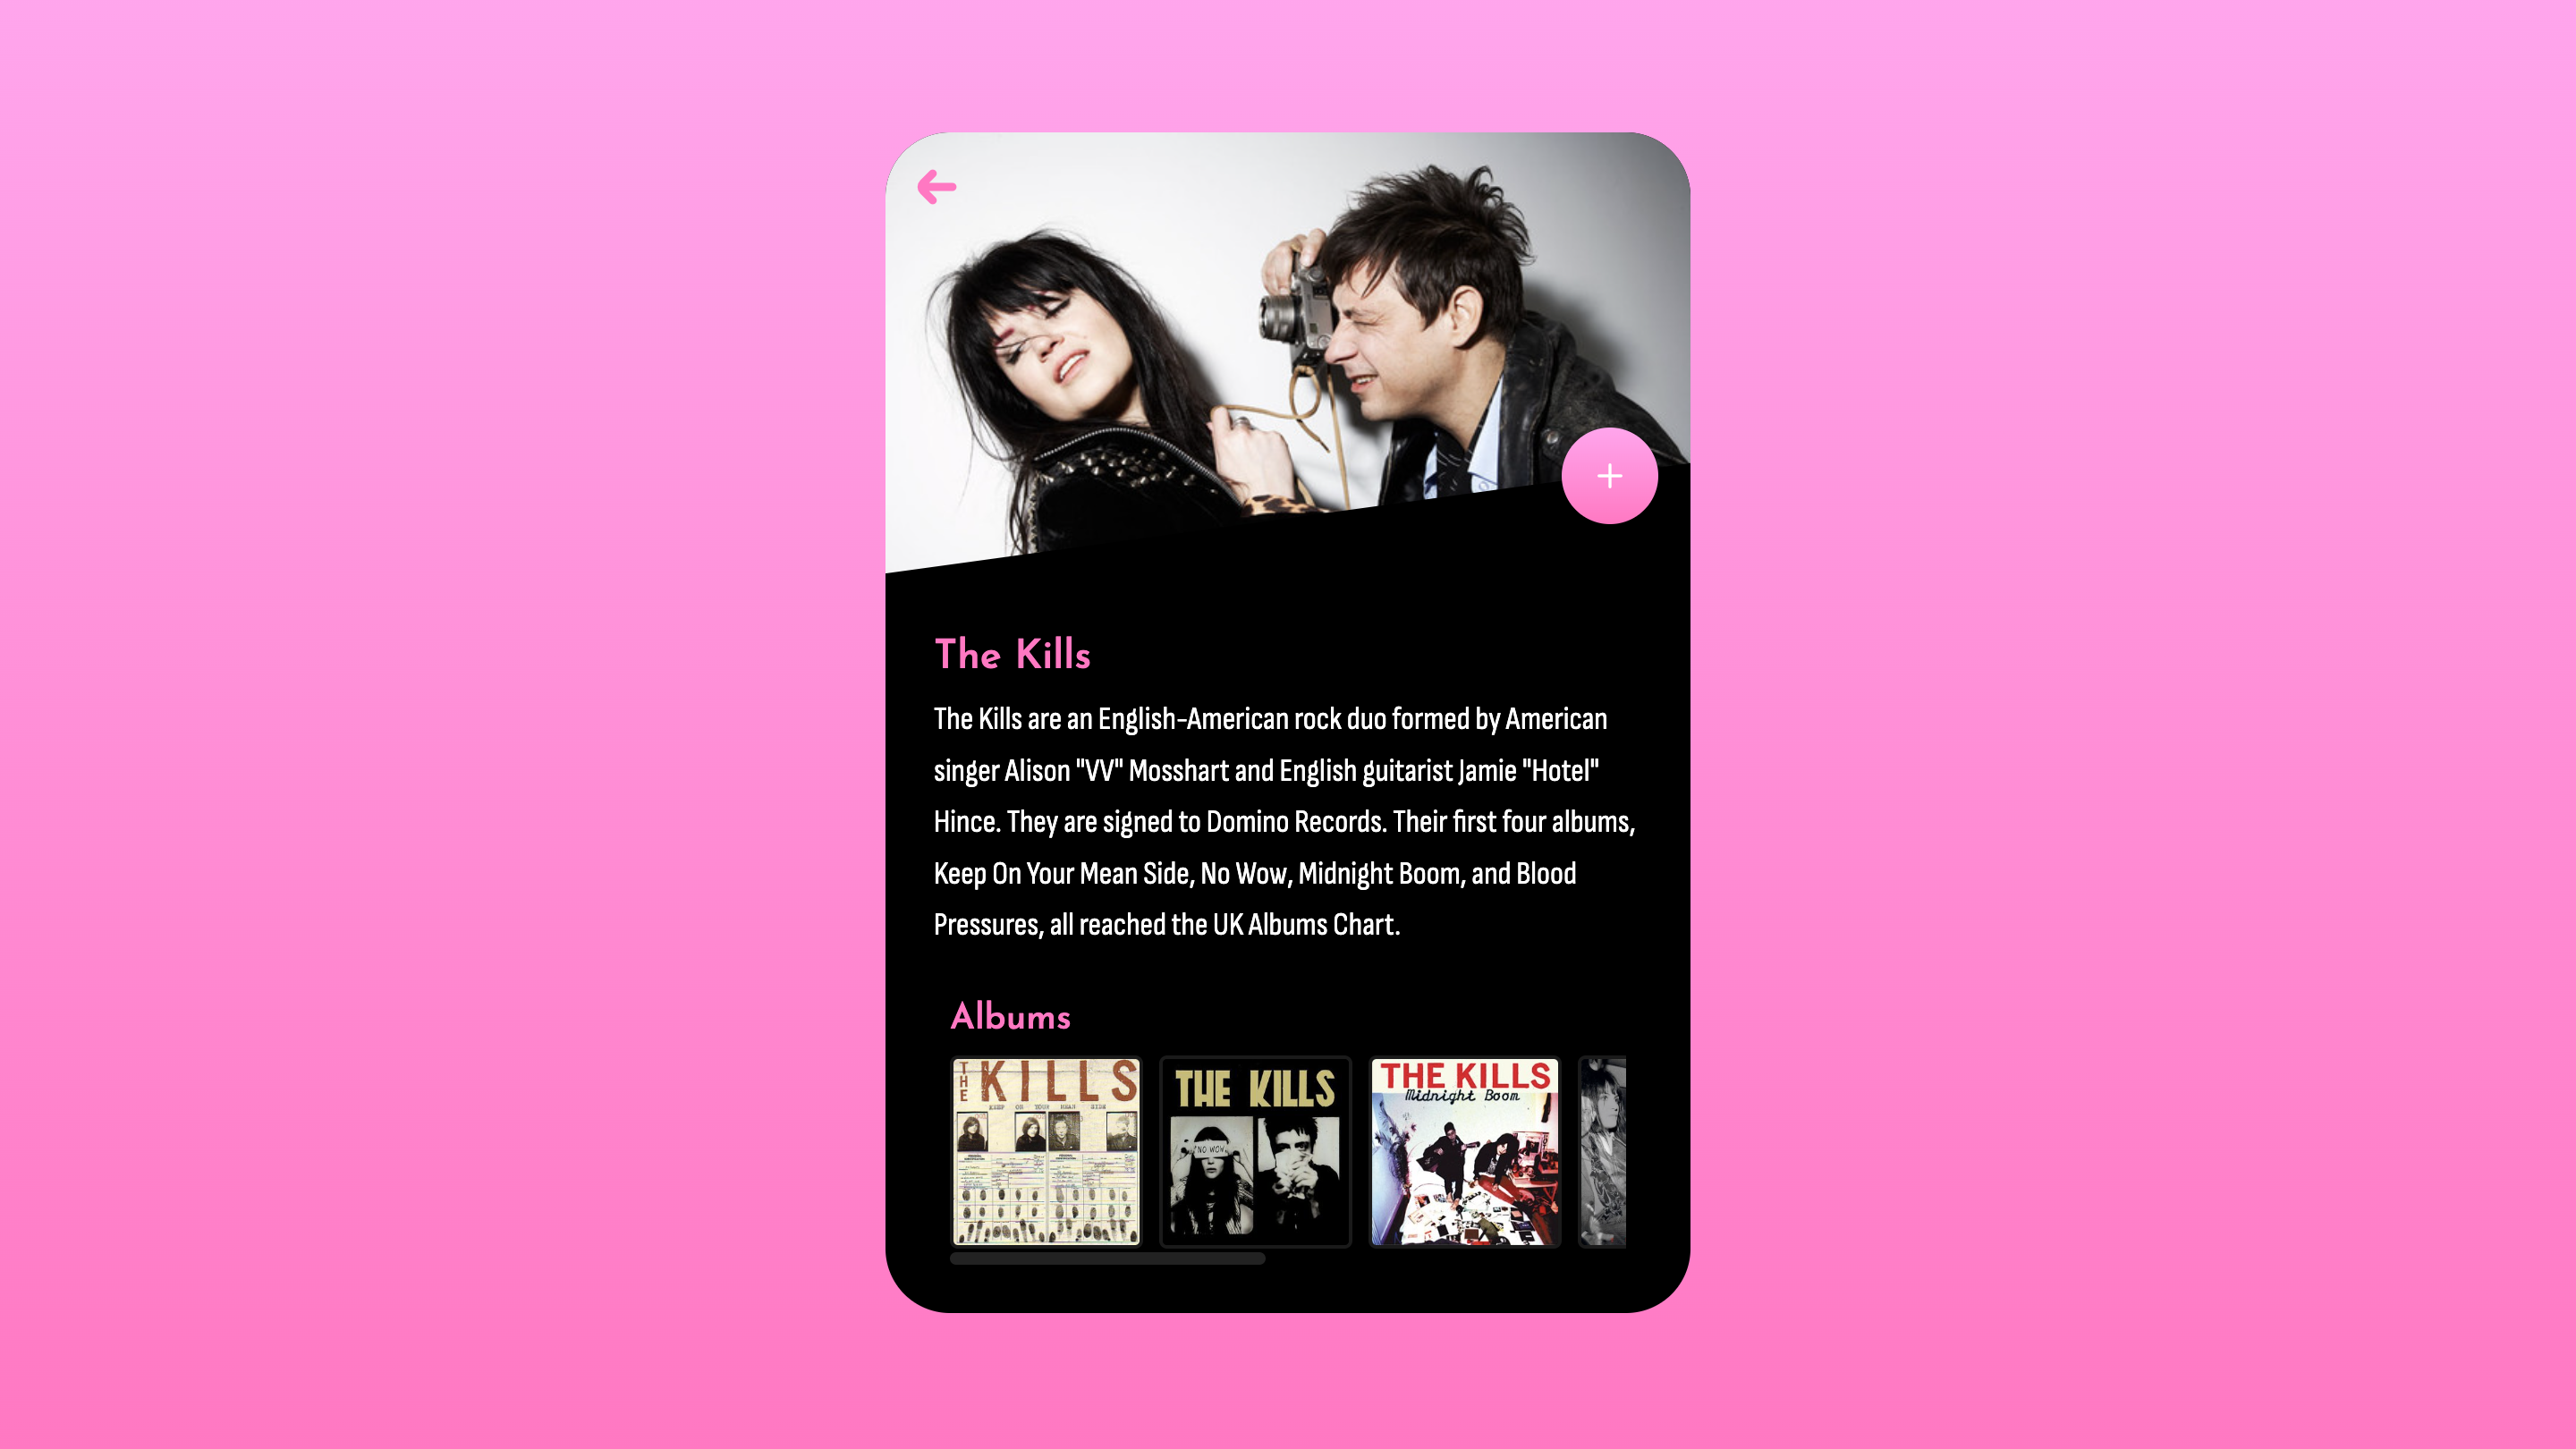 The Kills
The Kills are an English-American rock duo formed by American
singer Alison "VV" Mosshart and English guitarist Jamie "Hotel"
Hince. They are signed to Domino Records. Their first four albums,
Keep On Your Mean Side, No Wow, Midnight Boom, and Blood
Pressures, all reached the UK Albums Chart.
Albums
THE KILLS
KEEP ON YOUR MEAN SIDE
THE KILLS
NO WOW
THE KILLS
Midnight Boom